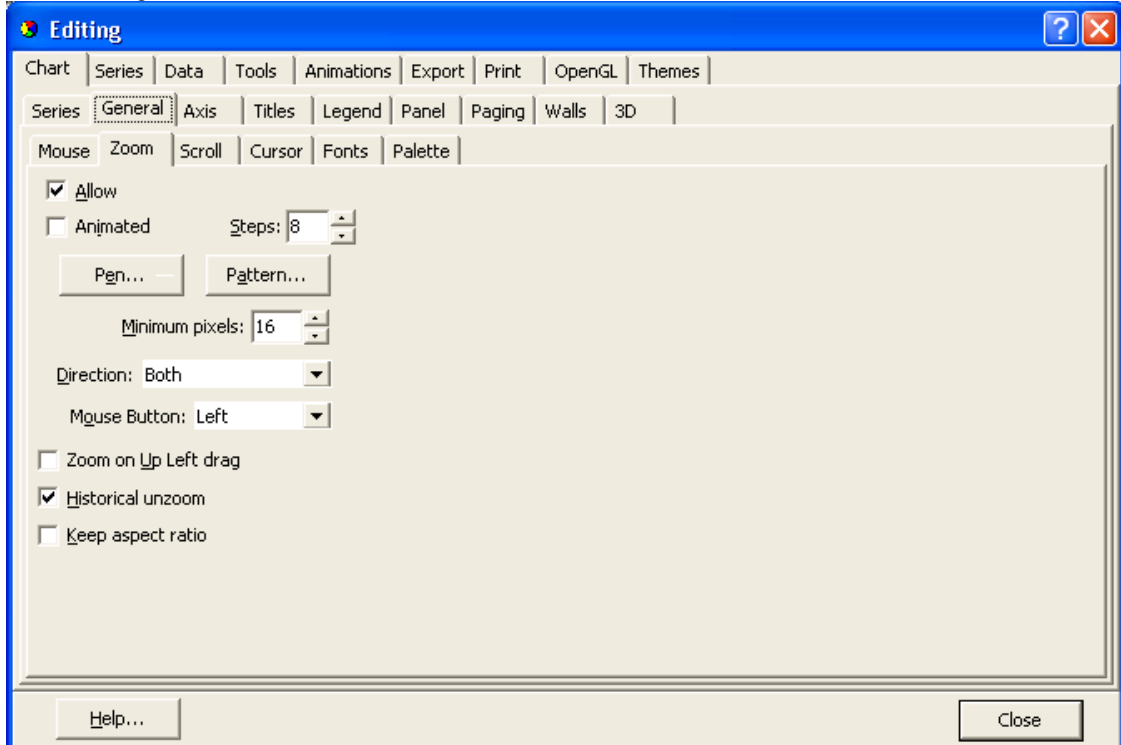 Editing
Chart Series Data Tools Animations Export Print OpenGL Themes
Series General Axis Titles Legend Panel Paging Walls 3D
Mouse Zoom Scroll Cursor Fonts Palette
Allow
Animated Steps: 8
Pen... Pattern...
Minimum pixels: 16
Direction: Both
Mouse Button: Left
Zoom on Up Left drag
Historical unzoom
Keep aspect ratio
Help... Close